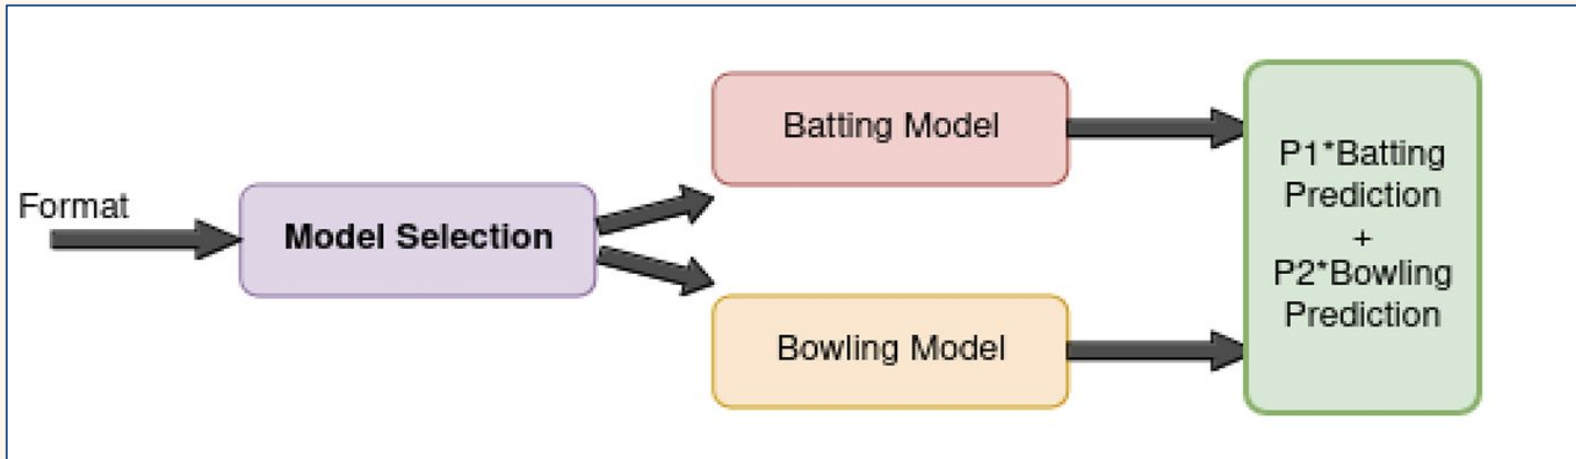 Format
Model Selection
Batting Model
Bowling Model
P1*Batting
Prediction
+
P2*Bowling
Prediction